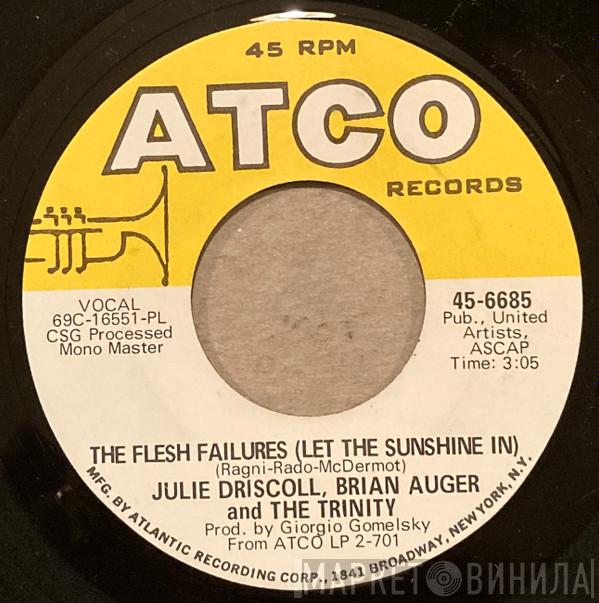 45 RPM
ATCO
RECORDS
VOCAL
69C-16551-PL
CSG Processed
Mono Master
45-6685
Pub., United
Artists,
ASCAP
Time: 3:05
THE FLESH FAILURES (LET THE SUNSHINE IN)
(Ragni-Rado-McDermot)
JULIE DRISCOLL, BRIAN AUGER
and THE TRINITY
Prod. by Giorgio Gomelsky
From ATCO LP 2-701
MFG. BY ATLANTIC RECORDING CORP., 1841 BROADWAY, NEW YORK, N.Y.
МАРКЕТ ВИНИЛА